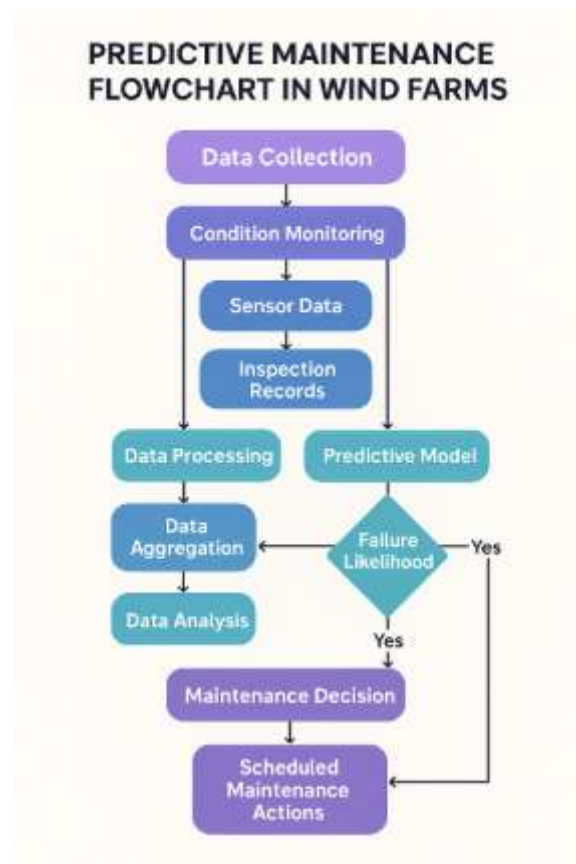 PREDICTIVE MAINTENANCE
FLOWCHART IN WIND FARMS
Data Collection
Condition Monitoring
Sensor Data
Inspection
Records
Data Processing
Predictive Model
Data
Aggregation
Failure
Likelihood
Yes
Data Analysis
Yes
Maintenance Decision
Scheduled
Maintenance
Actions